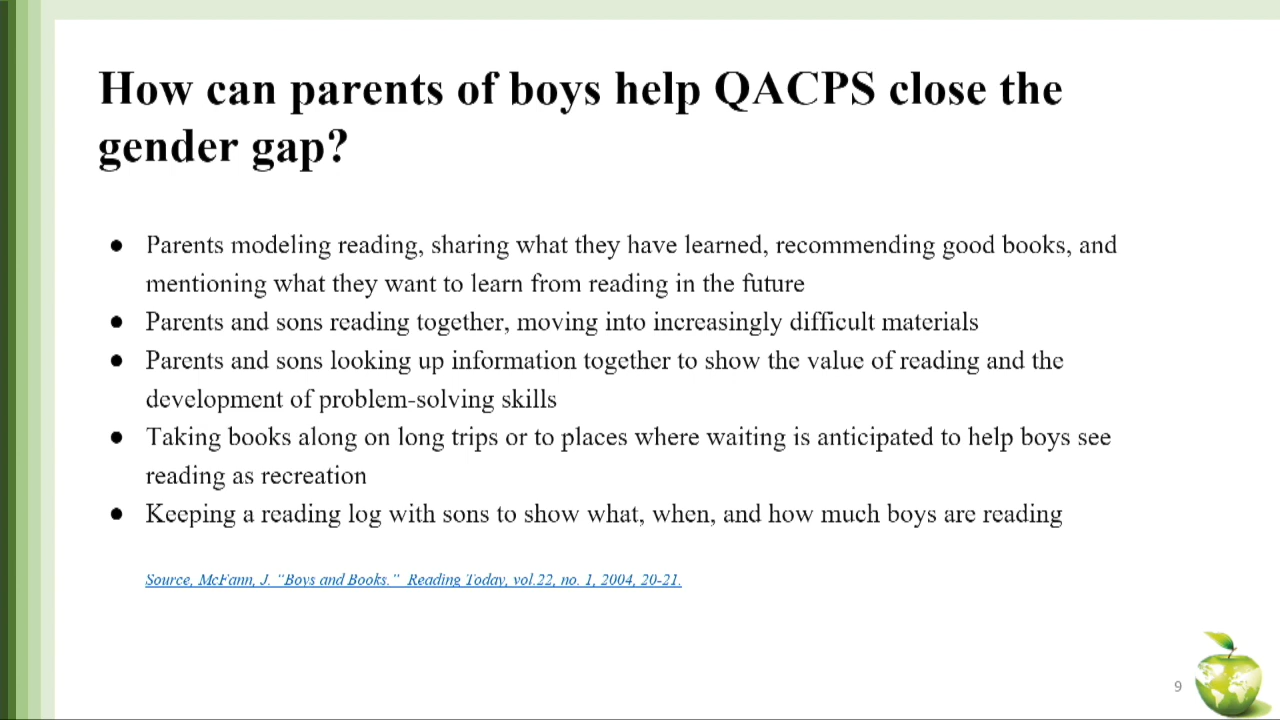 How can parents of boys help QACPS close the
gender gap?
● Parents modeling reading, sharing what they have learned, recommending good books, and
mentioning what they want to learn from reading in the future
● Parents and sons reading together, moving into increasingly difficult materials
● Parents and sons looking up information together to show the value of reading and the
development of problem-solving skills
● Taking books along on long trips or to places where waiting is anticipated to help boys see
reading as recreation
● Keeping a reading log with sons to show what, when, and how much boys are reading
Source, McFann, J. "Boys and Books." Reading Today, vol.22, no. 1, 2004, 20-21.
9